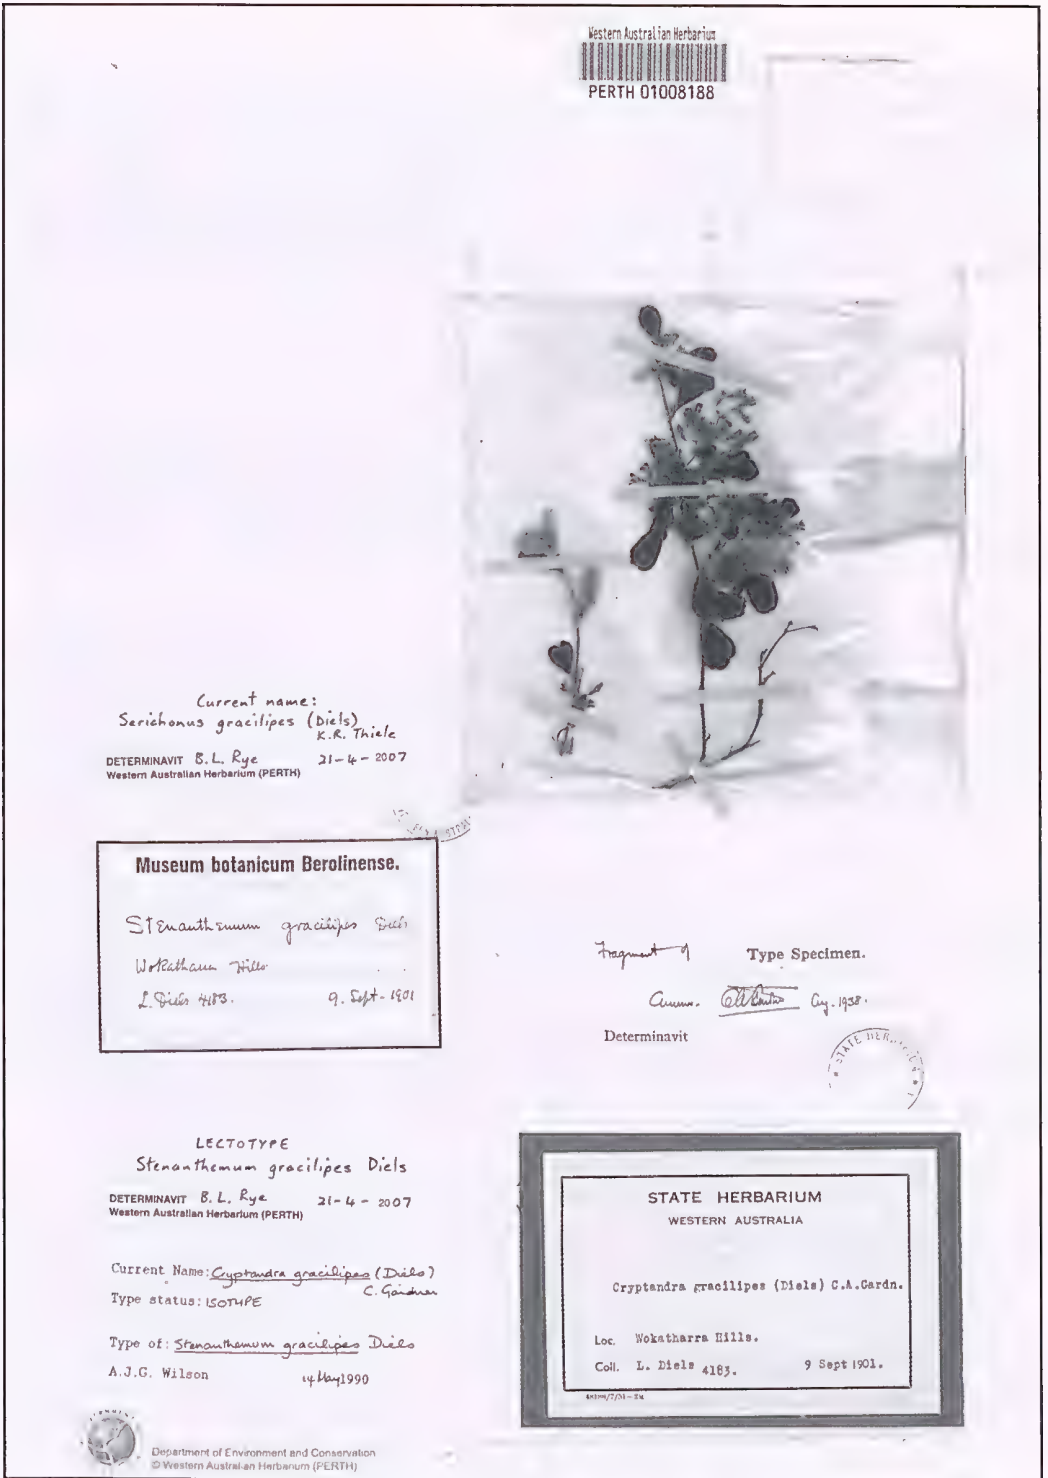 Western Australian Herbarium
PERTH 01008188
Current name:
Serichonus gracilipes (Diels)
K.R. Thiele
DETERMINAVIT B. L. Rye 21-4-2007
Western Australian Herbarium (PERTH)
Museum botanicum Berolinense.
Stenanthemum gracilipes Diels
Wokatharra Hills
L. Diels 4183. 9. Sept-1901
Fragment of Type Specimen.
Aug. 1938.
Determinavit
STATE HER
LECTOTYPE
Stenanthemum gracilipes Diels
DETERMINAVIT B. L. Rye 21-4-2007
Western Australian Herbarium (PERTH)
Current Name: Cryptandra gracilipes (Diels)
C. Gardner
Type status: ISOTYPE
Type of: Stenanthemum gracilipes Diels
A.J.G. Wilson 14 May 1990
STATE HERBARIUM
WESTERN AUSTRALIA
Cryptandra gracilipes (Diels) C.A.Gardn.
Loc. Wokatharra Hills.
Coll. L. Diels 4183. 9 Sept 1901.
Department of Environment and Conservation
© Western Australian Herbarium (PERTH)